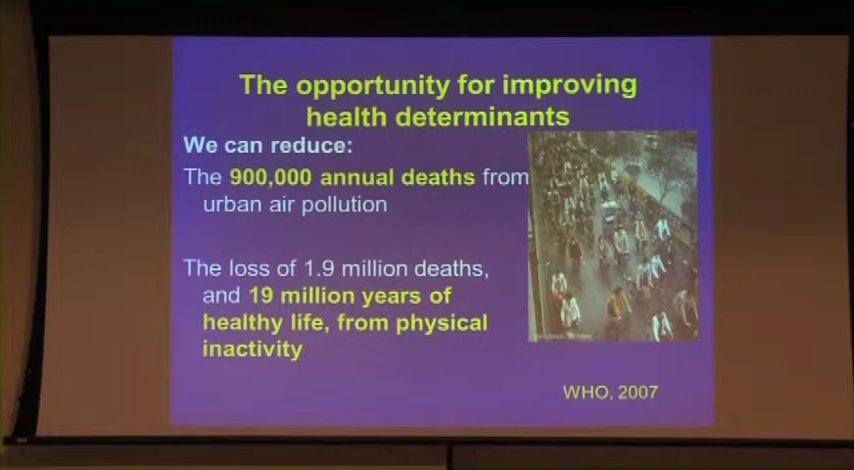 The opportunity for improving
health determinants
We can reduce:
The 900,000 annual deaths from
urban air pollution
The loss of 1.9 million deaths,
and 19 million years of
healthy life, from physical
inactivity
WHO, 2007